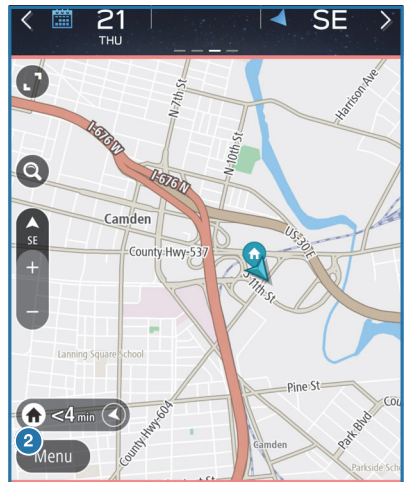 21
THU
SE
Harrison Ave
N-7th-St
N-10th-St
I-676 W
I-676 N
SE
Camden
US-30 E
County-Hwy-537
S-11th-St
Lanning Square School
Pine-St
<4 min
County-Hwy-604
2
Menu
Camden
Park-Blvd
Parkside